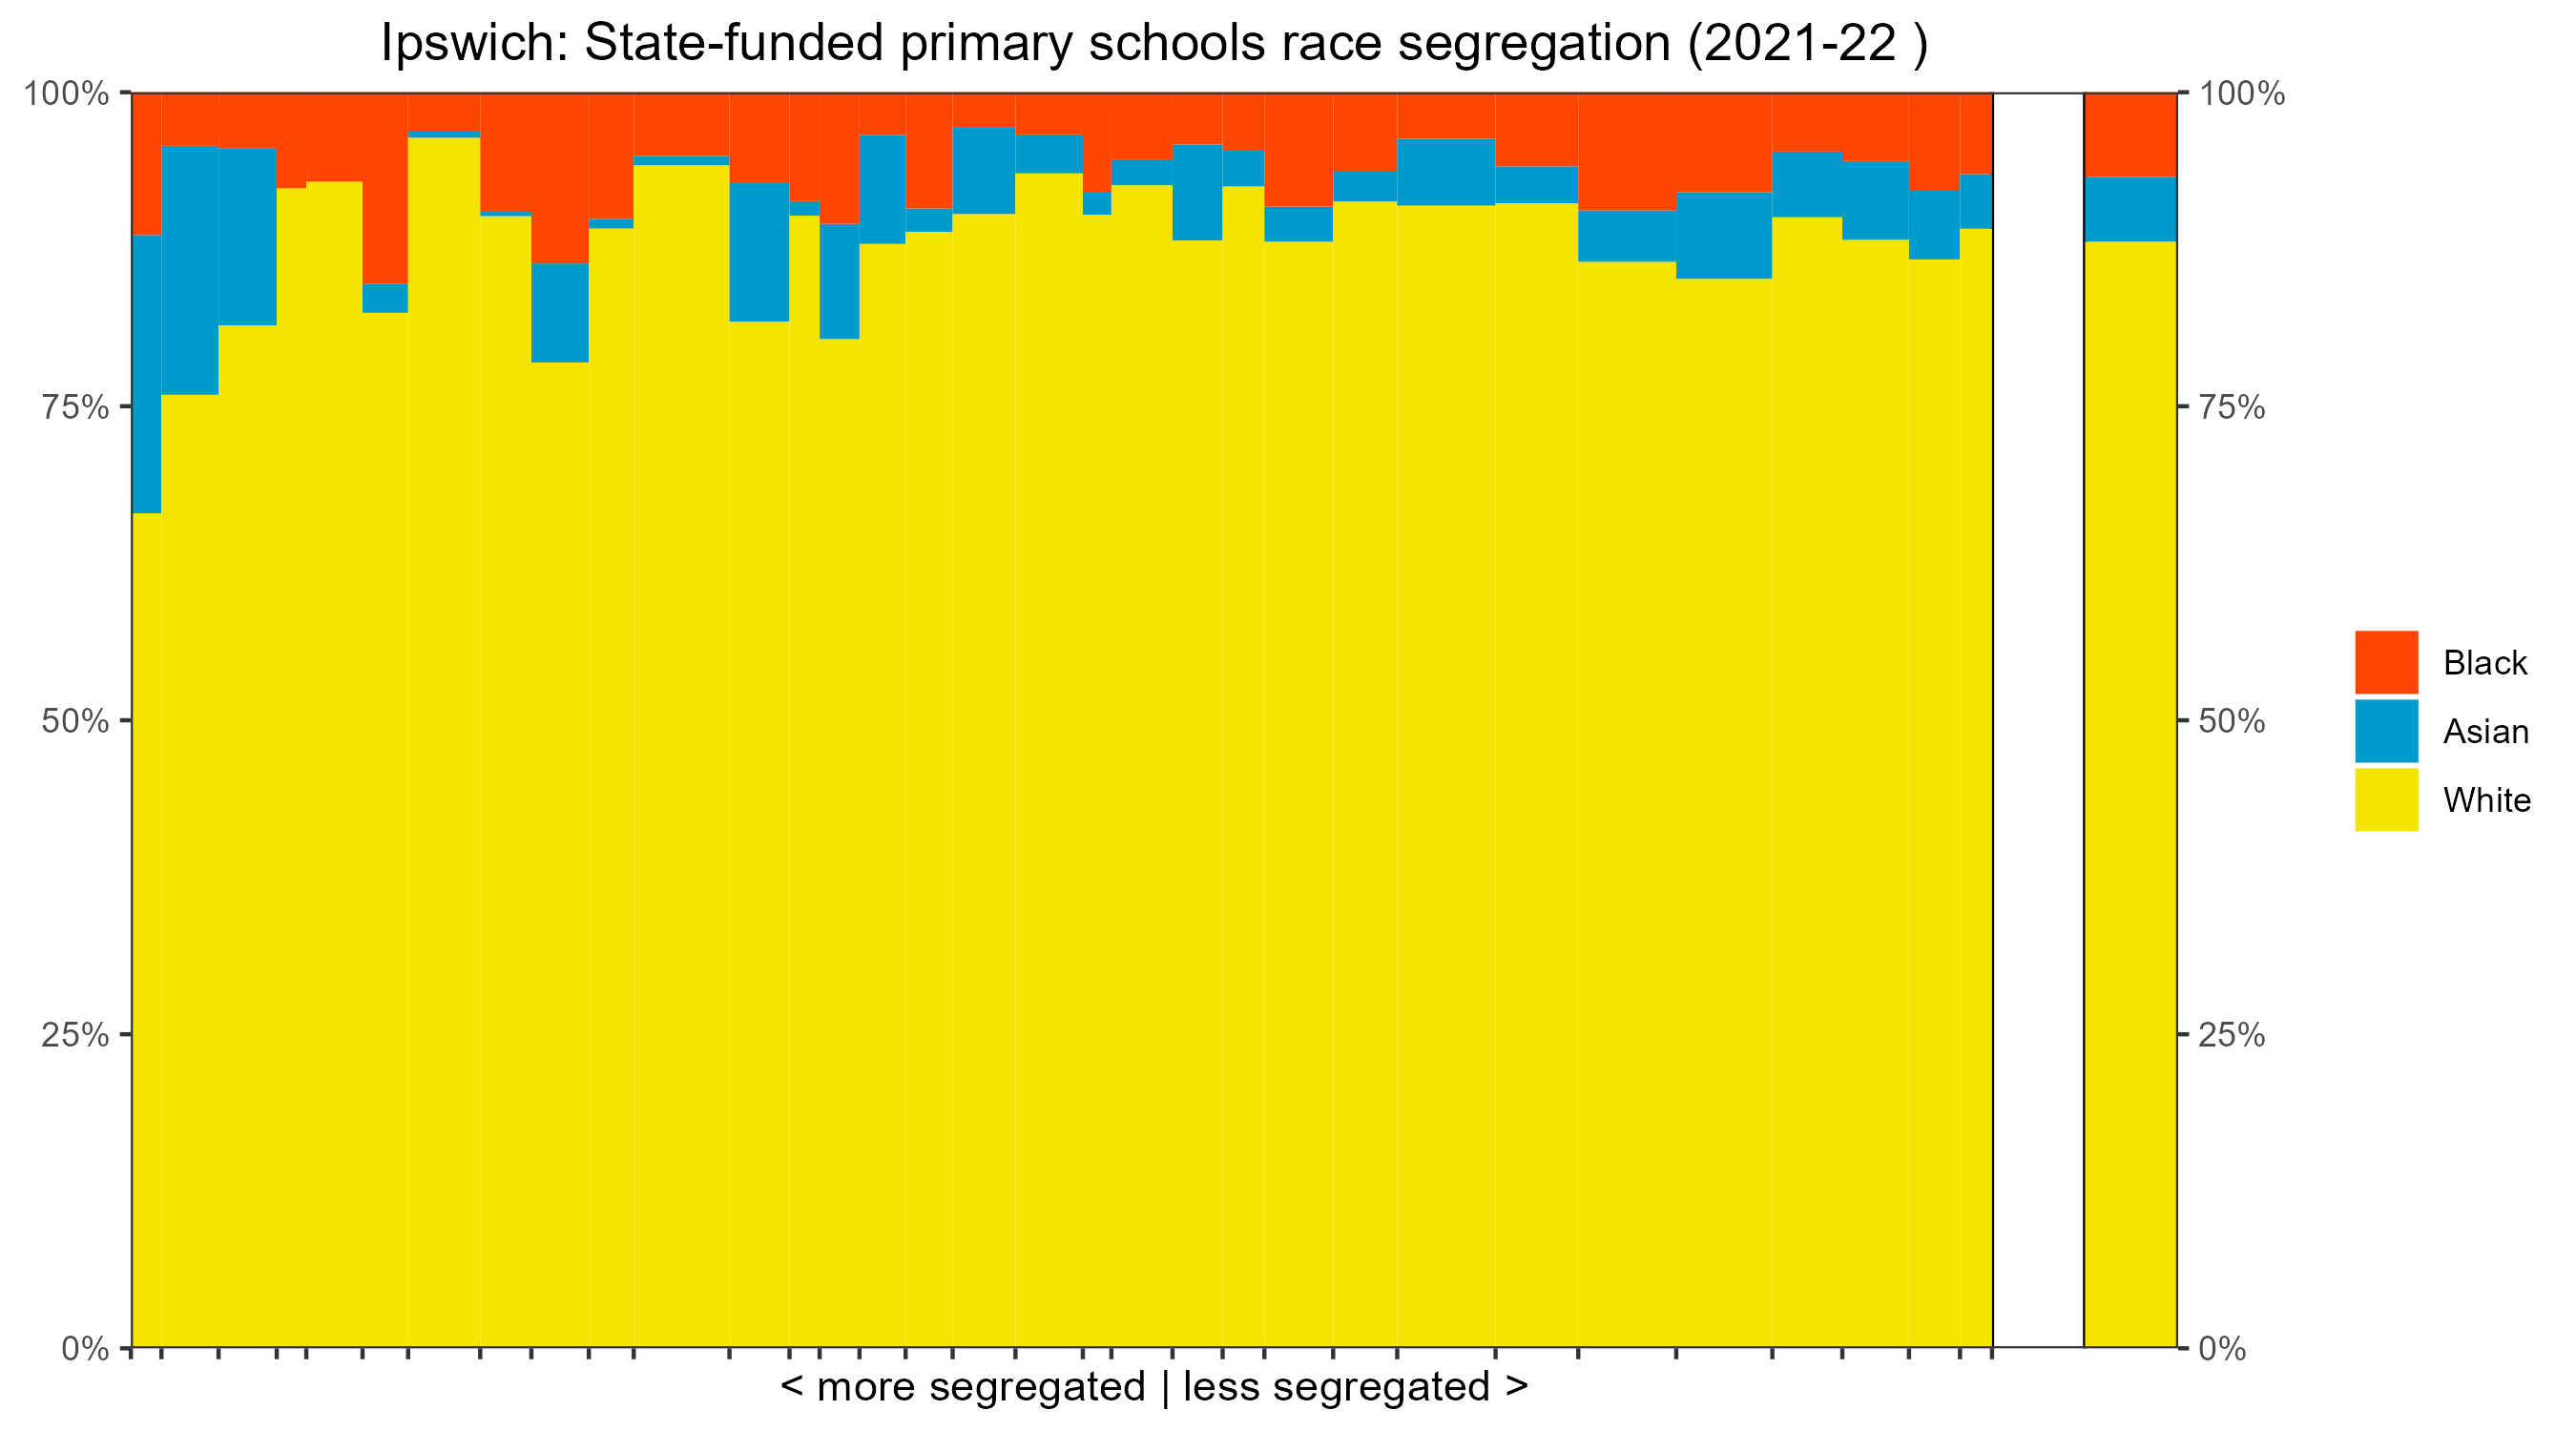 Ipswich: State-funded primary schools race segregation (2021-22 )
100%
75%
50%
25%
0%
100%
75%
50%
25%
0%
Black
Asian
White
< more segregated | less segregated >